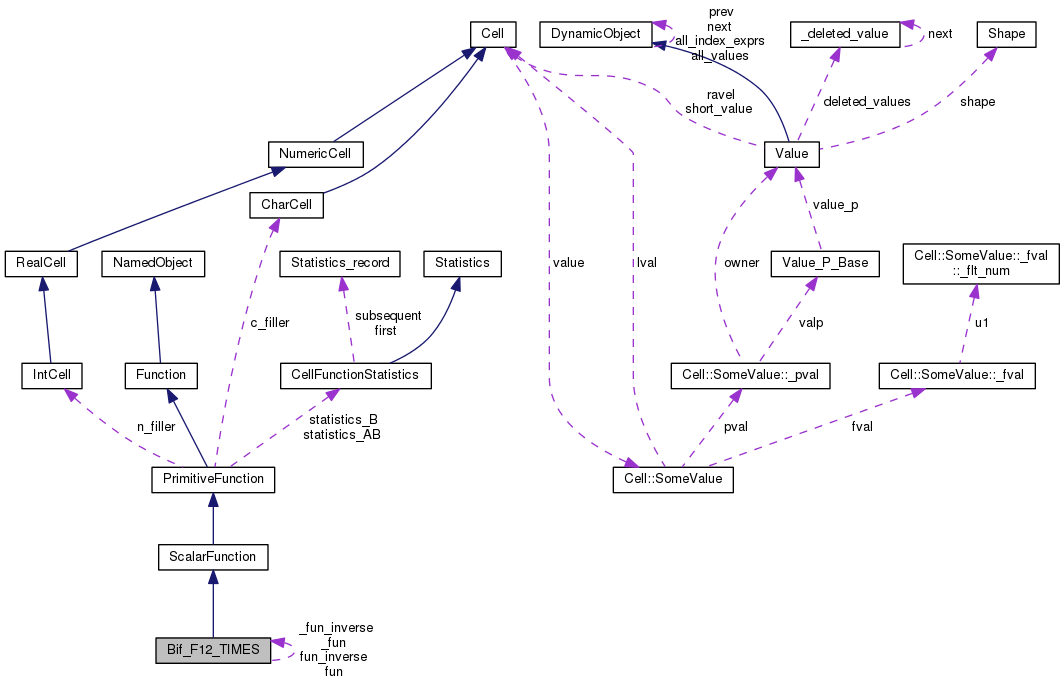 prev
next
all_index_exprs
all_values
Cell
DynamicObject
_deleted_value
next
Shape
ravel
short_value
deleted_values
shape
NumericCell
Value
CharCell
value_p
RealCell
NamedObject
Statistics_record
Statistics
value
lval
owner
Value_P_Base
Cell::SomeValue::_fval
::_flt_num
c_filler
subsequent
first
valp
u1
IntCell
Function
CellFunctionStatistics
Cell::SomeValue::_pval
Cell::SomeValue::_fval
n_filler
statistics_B
statistics_AB
pval
fval
PrimitiveFunction
Cell::SomeValue
ScalarFunction
Bif_F12_TIMES
_fun_inverse
_fun
fun_inverse
fun